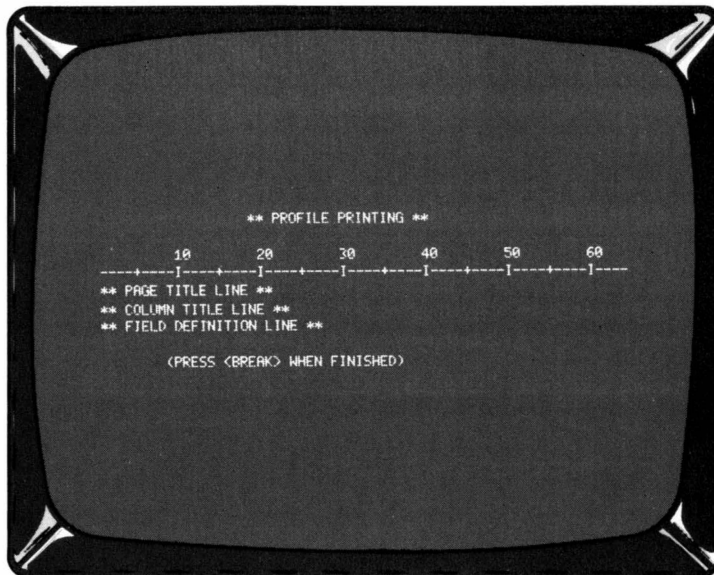 ** PROFILE PRINTING **
10 20 30 40 50 60
----+----I----+----I----+----I----+----I----+----I----+----I----
** PAGE TITLE LINE **
** COLUMN TITLE LINE **
** FIELD DEFINITION LINE **
(PRESS <BREAK> WHEN FINISHED)